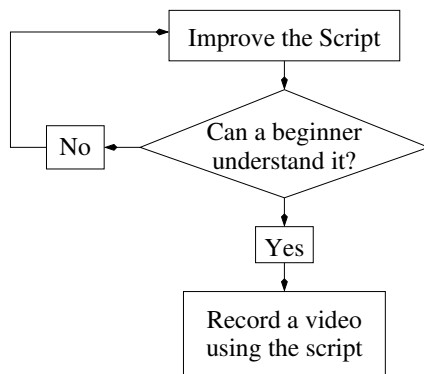 Improve the Script
Can a beginner
understand it?
No
Yes
Record a video
using the script